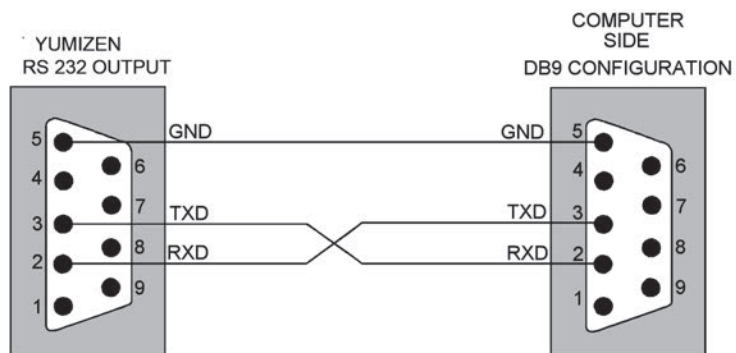 YUMIZEN
RS 232 OUTPUT
COMPUTER
SIDE
DB9 CONFIGURATION
GND
GND
5
4
3
2
1
6
7
8
9
TXD
RXD
TXD
RXD
5
4
3
2
1
6
7
8
9